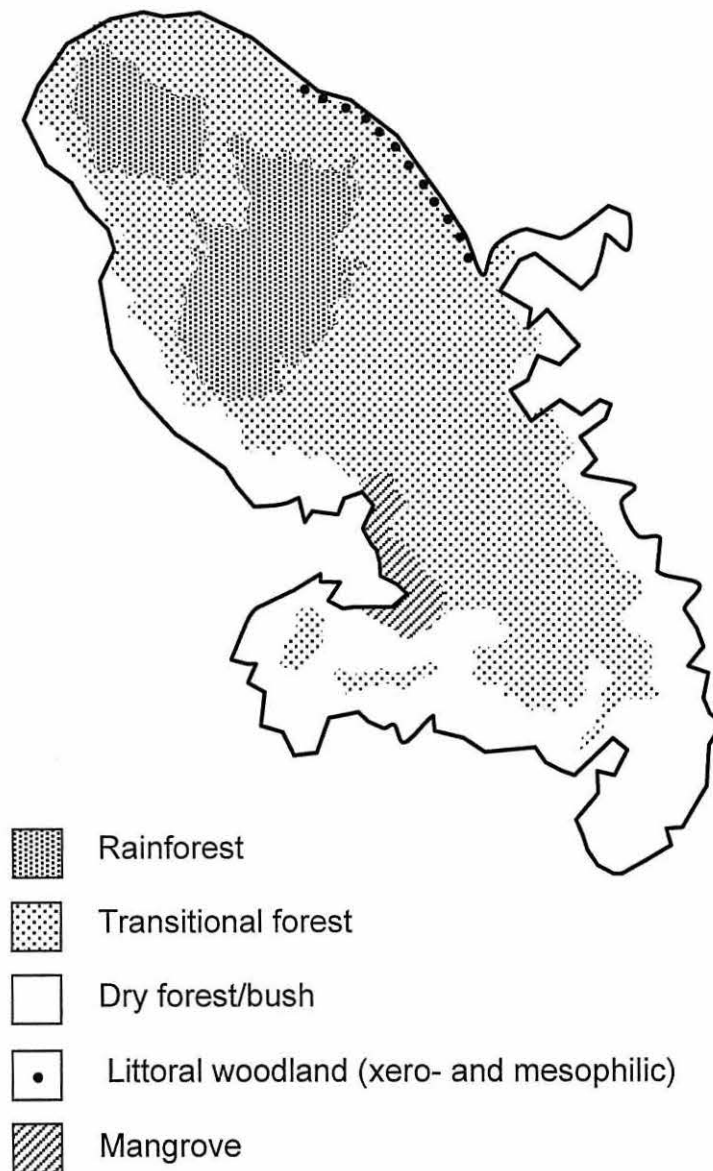 Rainforest
Transitional forest
Dry forest/bush
Littoral woodland (xero- and mesophilic)
Mangrove